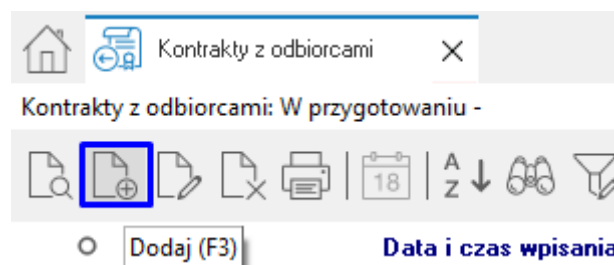 Kontrakty z odbiorcami
Kontrakty z odbiorcami: W przygotowaniu -
18 A Z
Dodaj (F3) Data i czas wpisania